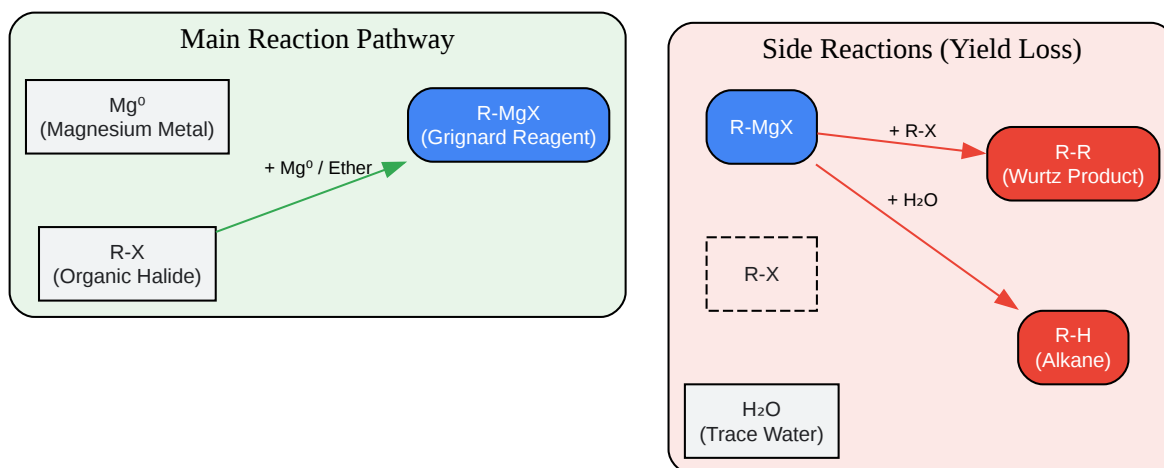 Main Reaction Pathway
Mg⁰
(Magnesium Metal)
R-MgX
(Grignard Reagent)
+ Mg⁰ / Ether
R-X
(Organic Halide)
Side Reactions (Yield Loss)
R-MgX
+ R-X
R-R
(Wurtz Product)
+ H₂O
R-X
R-H
(Alkane)
H₂O
(Trace Water)